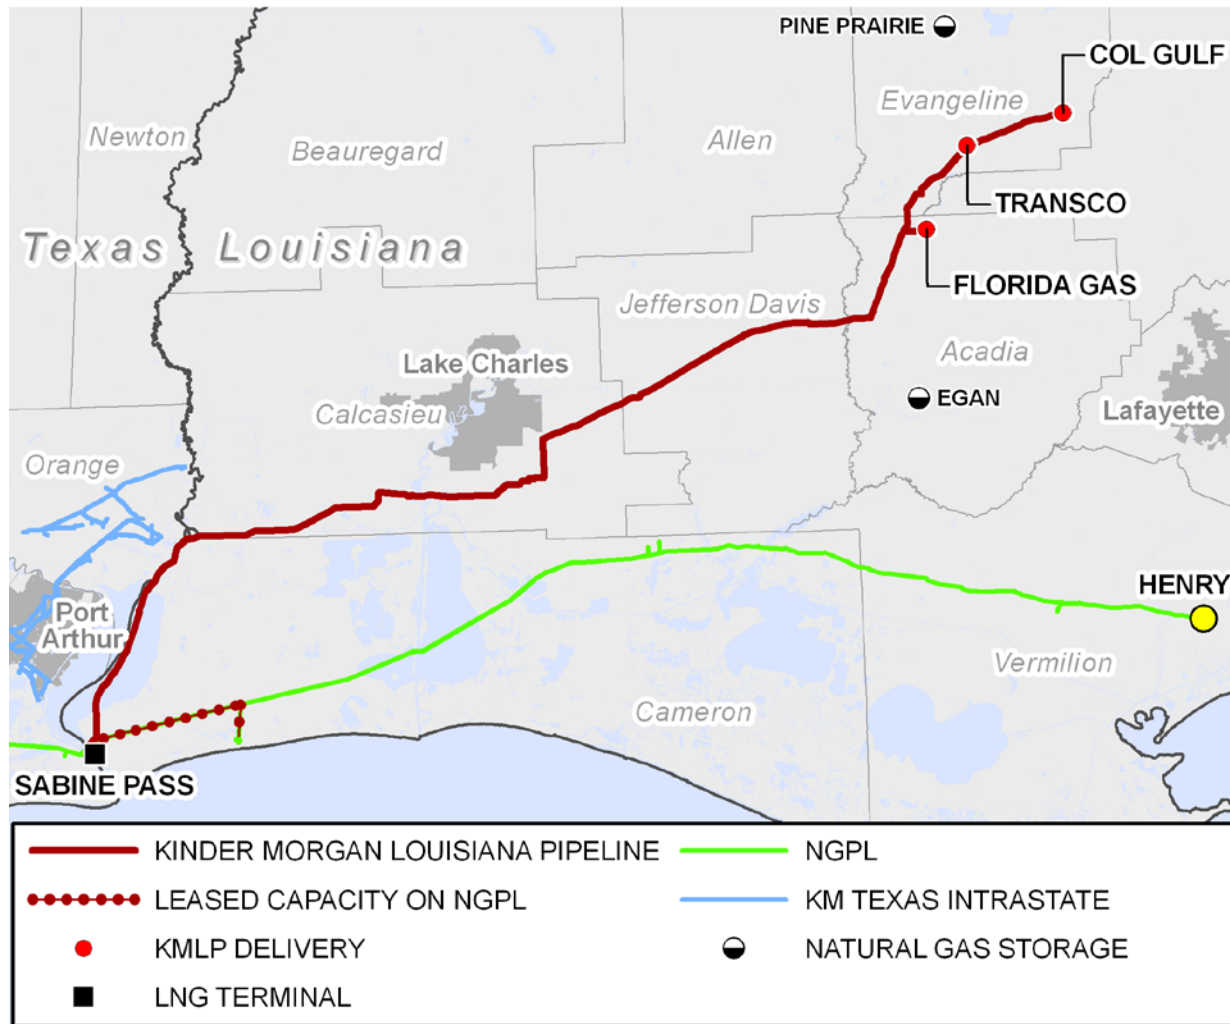 PINE PRAIRIE
COL GULF
Evangeline
Newton
Beauregard
Allen
TRANSCO
Texas
Louisiana
FLORIDA GAS
Jefferson Davis
Acadia
Lake Charles
EGAN
Calcasieu
Lafayette
Orange
HENRY
Port
Arthur
Vermilion
Cameron
SABINE PASS
KINDER MORGAN LOUISIANA PIPELINE
NGPL
LEASED CAPACITY ON NGPL
KM TEXAS INTRASTATE
KMLP DELIVERY
NATURAL GAS STORAGE
LNG TERMINAL